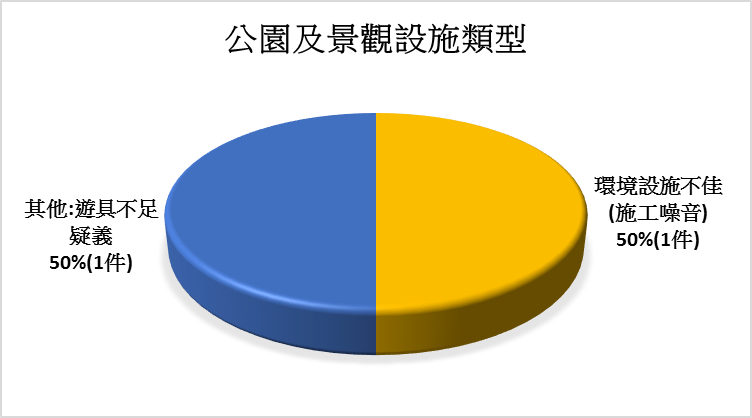 公園及景觀設施類型
其他:遊具不足
疑義
50%(1件)
環境設施不佳
(施工噪音)
50%(1件)